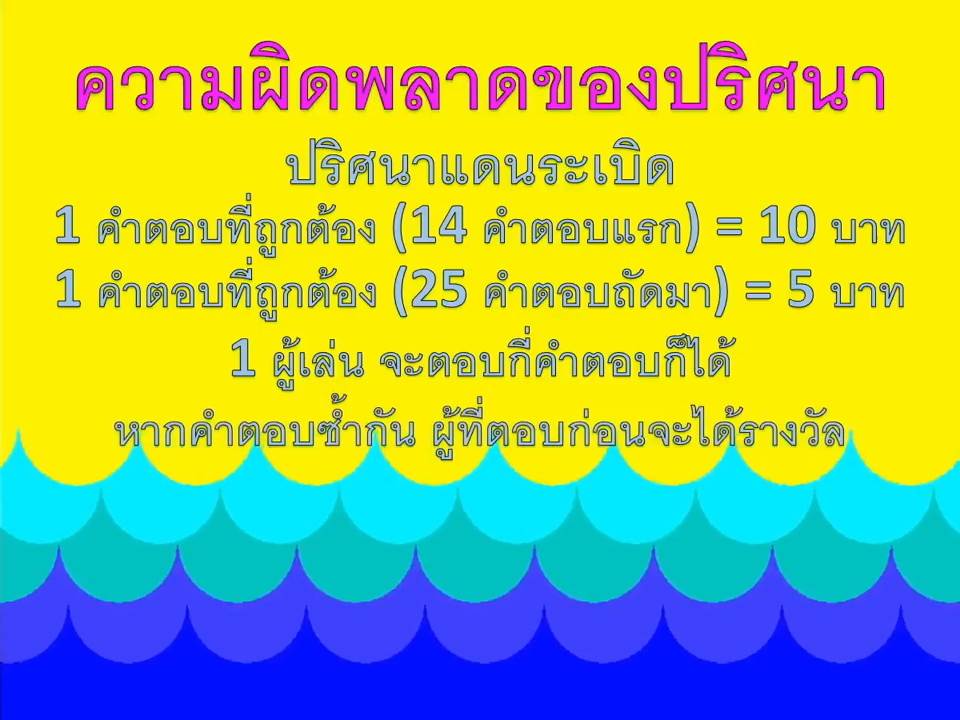 ความผิดพลาดของปริศนา
ปริศนาแดนระเบิด
1 คำตอบที่ถูกต้อง (14 คำตอบแรก) = 10 บาท
1 คำตอบที่ถูกต้อง (25 คำตอบถัดมา) = 5 บาท
1 ผู้เล่น จะตอบกี่คำตอบก็ได้
หากคำตอบซ้ำกัน ผู้ที่ตอบก่อนจะได้รางวัล